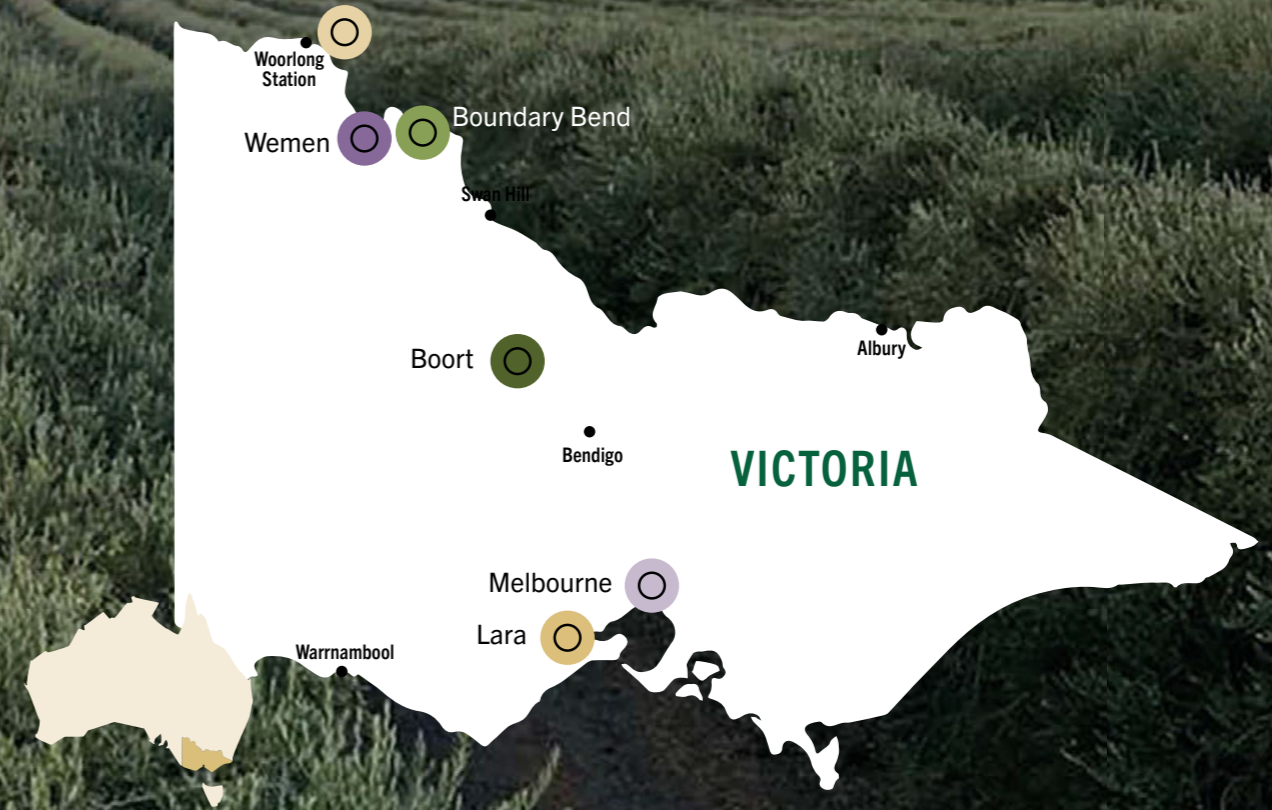 Woorlong
Station
Boundary Bend
Wemen
Swan Hill
Albury
Boort
Bendigo
VICTORIA
Melbourne
Lara
Warrnambool